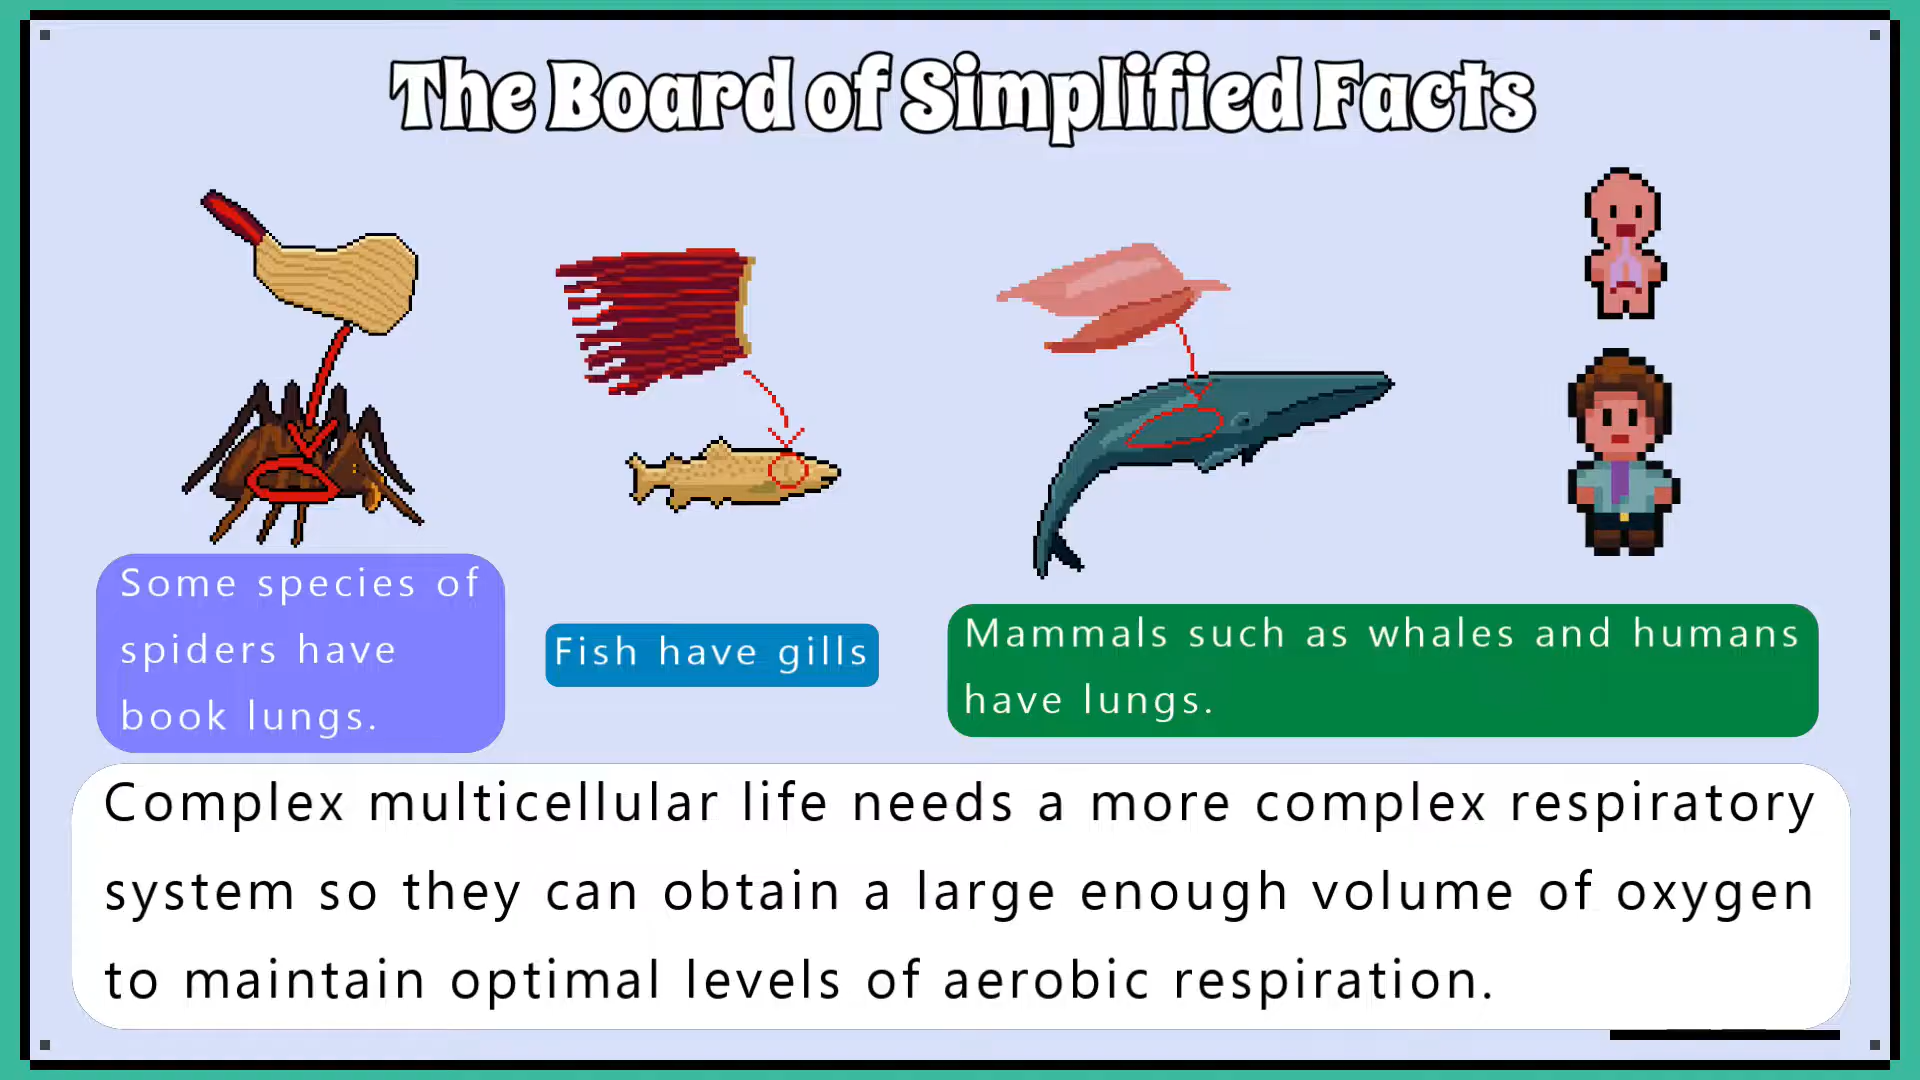 The Board of Simplified Facts
Some species of
spiders have
book lungs.
Fish have gills
Mammals such as whales and humans
have lungs.
Complex multicellular life needs a more complex respiratory
system so they can obtain a large enough volume of oxygen
to maintain optimal levels of aerobic respiration.